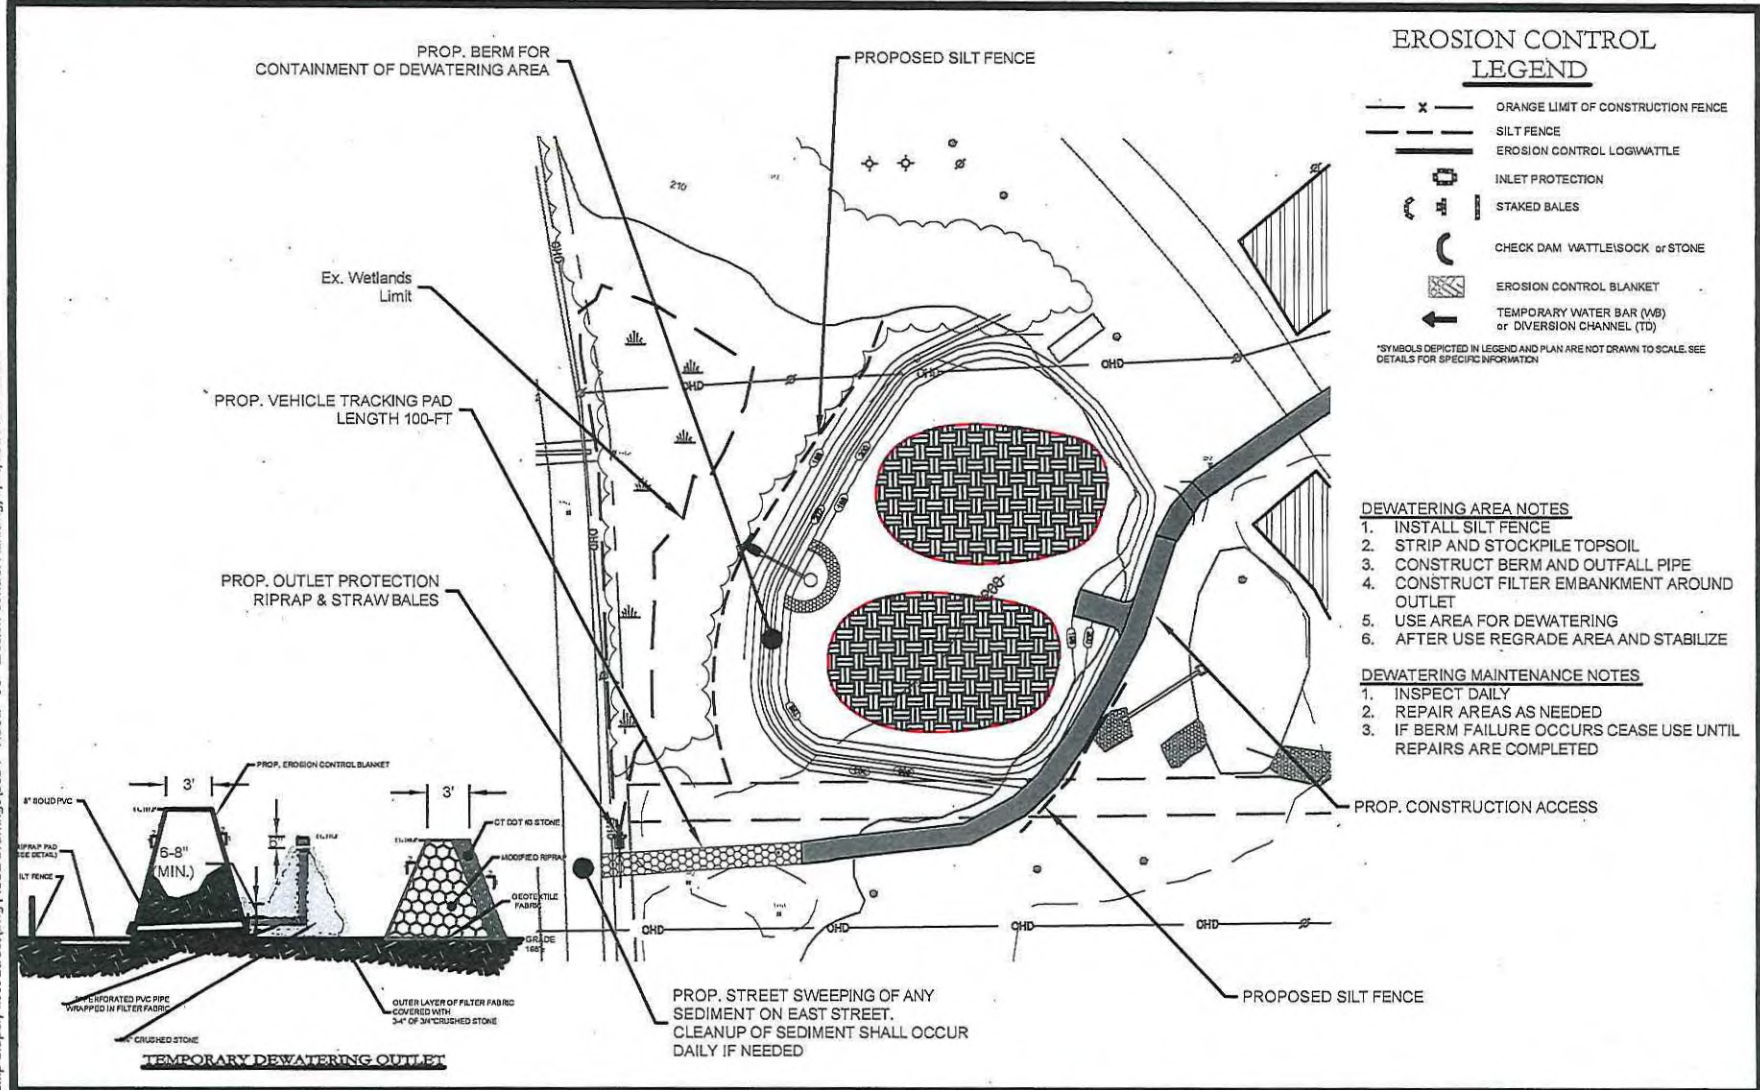 PROP. BERM FOR
CONTAINMENT OF DEWATERING AREA
PROPOSED SILT FENCE
Ex. Wetlands
Limit
PROP. VEHICLE TRACKING PAD
LENGTH 100-FT
PROP. OUTLET PROTECTION
RIPRAP & STRAW BALES
210
OHD
OHD
OHD
OHD
OHD
OHD
OHD
OHD
OHD
EROSION CONTROL
LEGEND
X
ORANGE LIMIT OF CONSTRUCTION FENCE
SILT FENCE
EROSION CONTROL LOG\WATTLE
INLET PROTECTION
STAKED BALES
CHECK DAM WATTLE\SOCK or STONE
EROSION CONTROL BLANKET
TEMPORARY WATER BAR (WB)
or DIVERSION CHANNEL (TD)
*SYMBOLS DEPICTED IN LEGEND AND PLAN ARE NOT DRAWN TO SCALE. SEE
DETAILS FOR SPECIFIC INFORMATION
DEWATERING AREA NOTES
1. INSTALL SILT FENCE
2. STRIP AND STOCKPILE TOPSOIL
3. CONSTRUCT BERM AND OUTFALL PIPE
4. CONSTRUCT FILTER EMBANKMENT AROUND
OUTLET
5. USE AREA FOR DEWATERING
6. AFTER USE REGRADE AREA AND STABILIZE
DEWATERING MAINTENANCE NOTES
1. INSPECT DAILY
2. REPAIR AREAS AS NEEDED
3. IF BERM FAILURE OCCURS CEASE USE UNTIL
REPAIRS ARE COMPLETED
PROP. CONSTRUCTION ACCESS
PROPOSED SILT FENCE
PROP. STREET SWEEPING OF ANY
SEDIMENT ON EAST STREET.
CLEANUP OF SEDIMENT SHALL OCCUR
DAILY IF NEEDED
PROP. EROSION CONTROL BLANKET
3'
3'
8" SOLID PVC
6-8"
(MIN.)
RIPRAP PAD
SILT FENCE
CT DOT #3 STONE
MODIFIED RIPRAP
GEOTEXTILE
FABRIC
GRADE
PERFORATED PVC PIPE
WRAPPED IN FILTER FABRIC
CRUSHED STONE
OUTER LAYER OF FILTER FABRIC
COVERED WITH
3-4" OF 3/4" CRUSHED STONE
TEMPORARY DEWATERING OUTLET